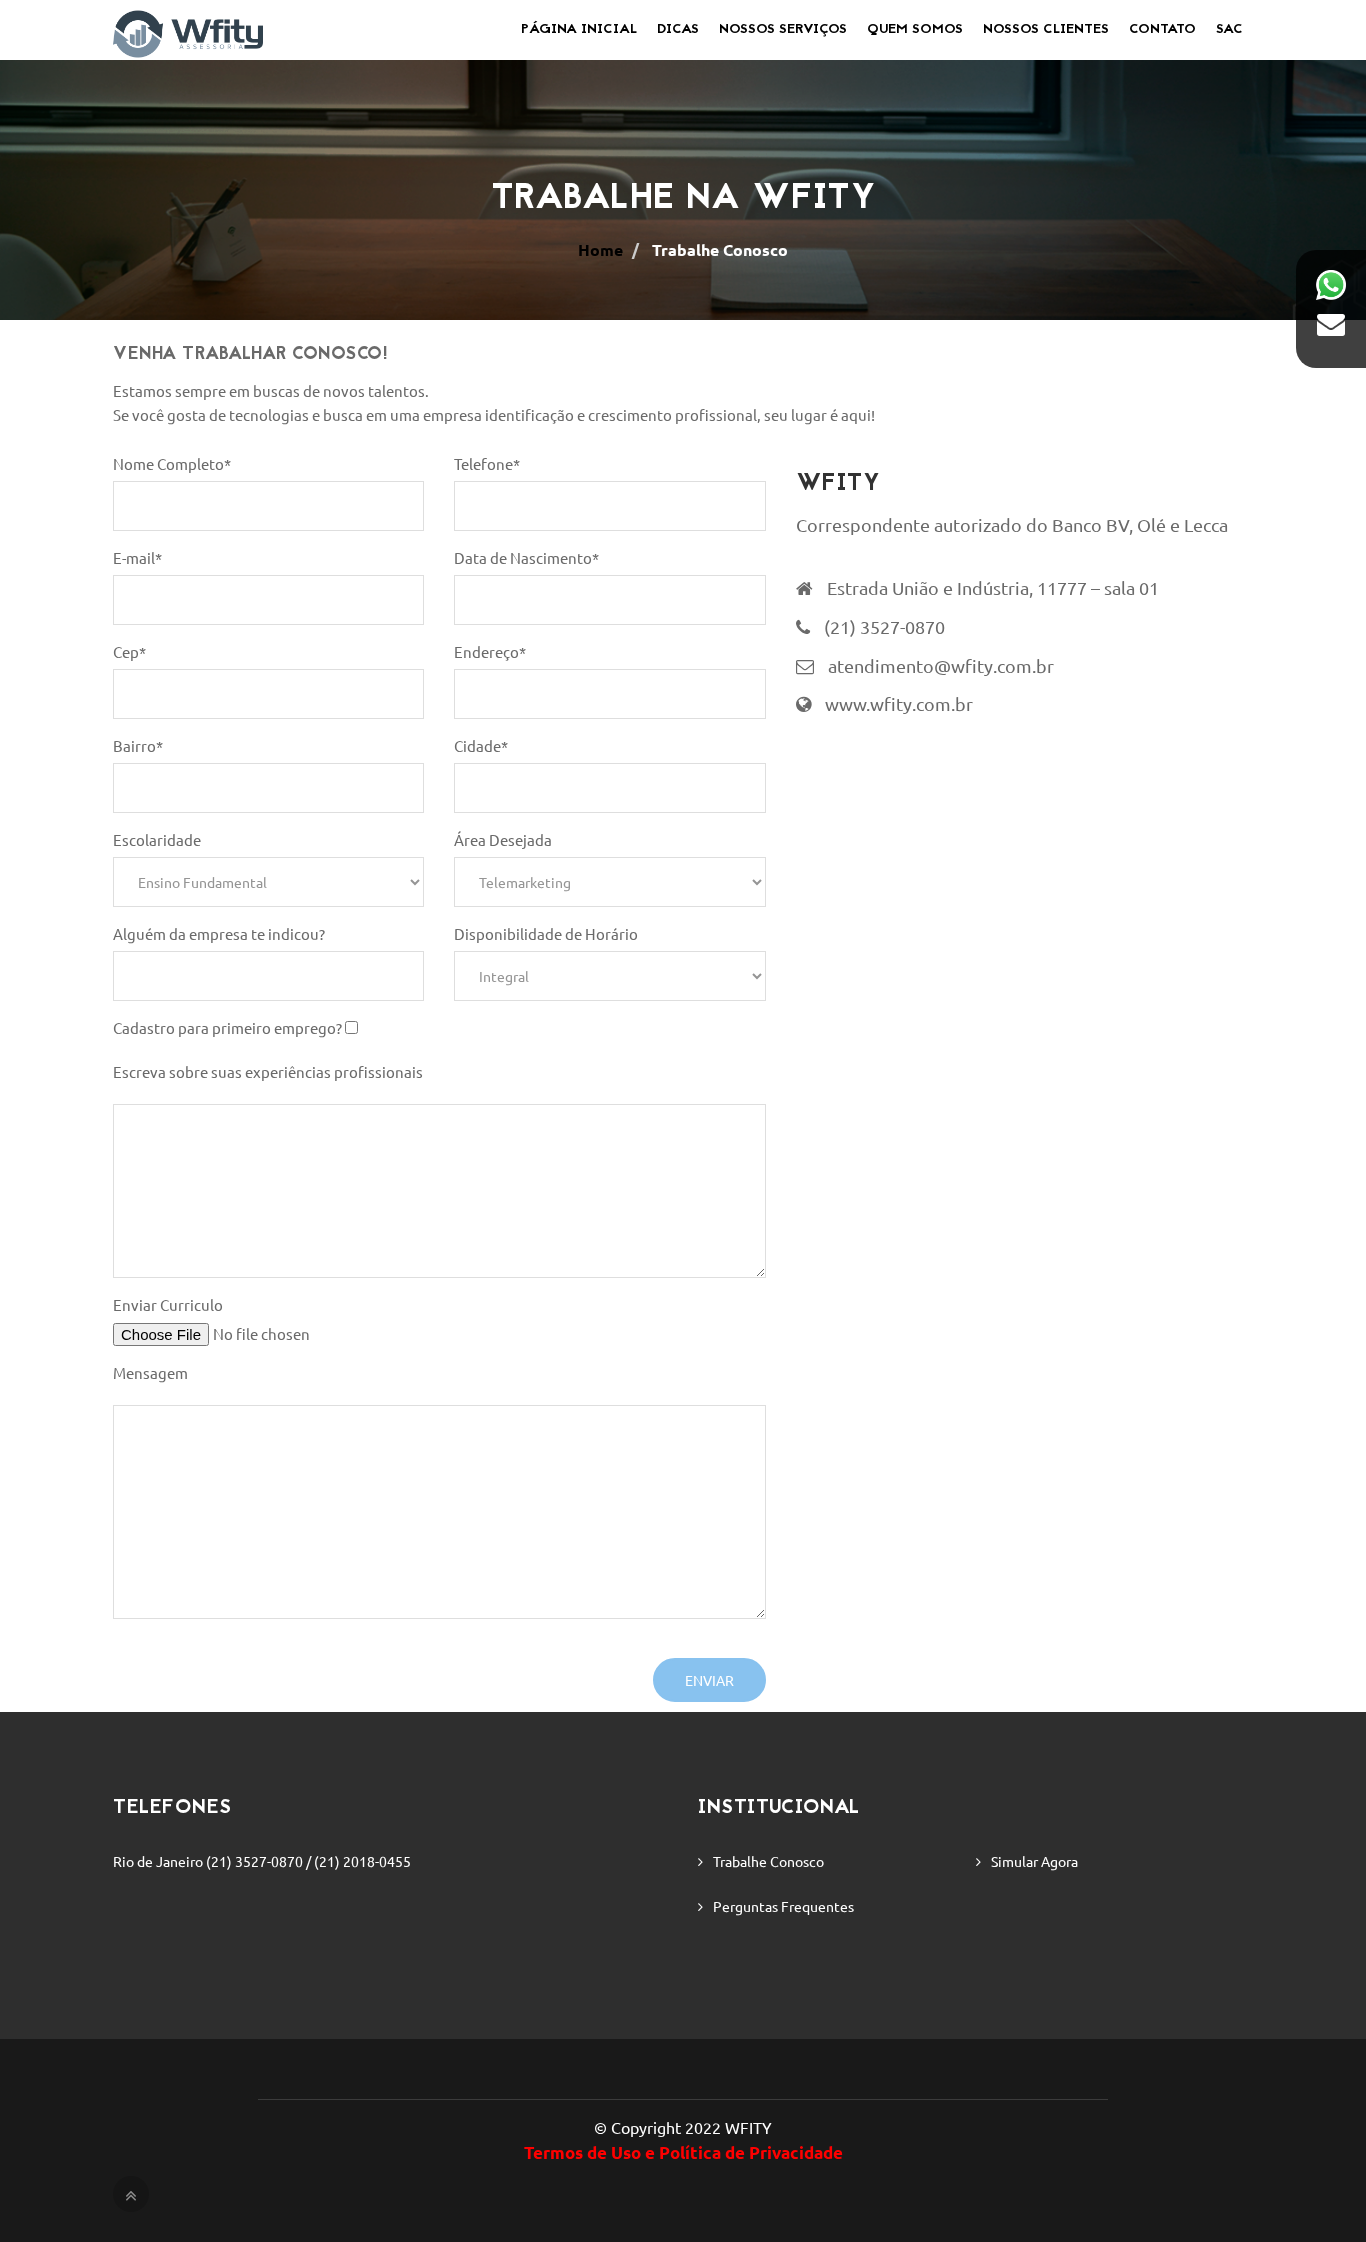 Wfity
ASSESSORIA
PÁGINA INICIAL DICAS NOSSOS SERVIÇOS QUEM SOMOS NOSSOS CLIENTES CONTATO SAC
TRABALHE NA WFITY
Home / Trabalhe Conosco
VENHA TRABALHAR CONOSCO!
Estamos sempre em buscas de novos talentos.
Se você gosta de tecnologias e busca em uma empresa identificação e crescimento profissional, seu lugar é aqui!
Nome Completo* Telefone*
E-mail* Data de Nascimento*
Cep* Endereço*
Bairro* Cidade*
Escolaridade Área Desejada
Ensino Fundamental Telemarketing
Alguém da empresa te indicou? Disponibilidade de Horário
Integral
Cadastro para primeiro emprego?
Escreva sobre suas experiências profissionais
Enviar Curriculo
Choose File No file chosen
Mensagem
ENVIAR
WFITY
Correspondente autorizado do Banco BV, Olé e Lecca
Estrada União e Indústria, 11777 – sala 01
(21) 3527-0870
atendimento@wfity.com.br
www.wfity.com.br
TELEFONES
Rio de Janeiro (21) 3527-0870 / (21) 2018-0455
INSTITUCIONAL
Trabalhe Conosco Simular Agora
Perguntas Frequentes
© Copyright 2022 WFITY
Termos de Uso e Política de Privacidade